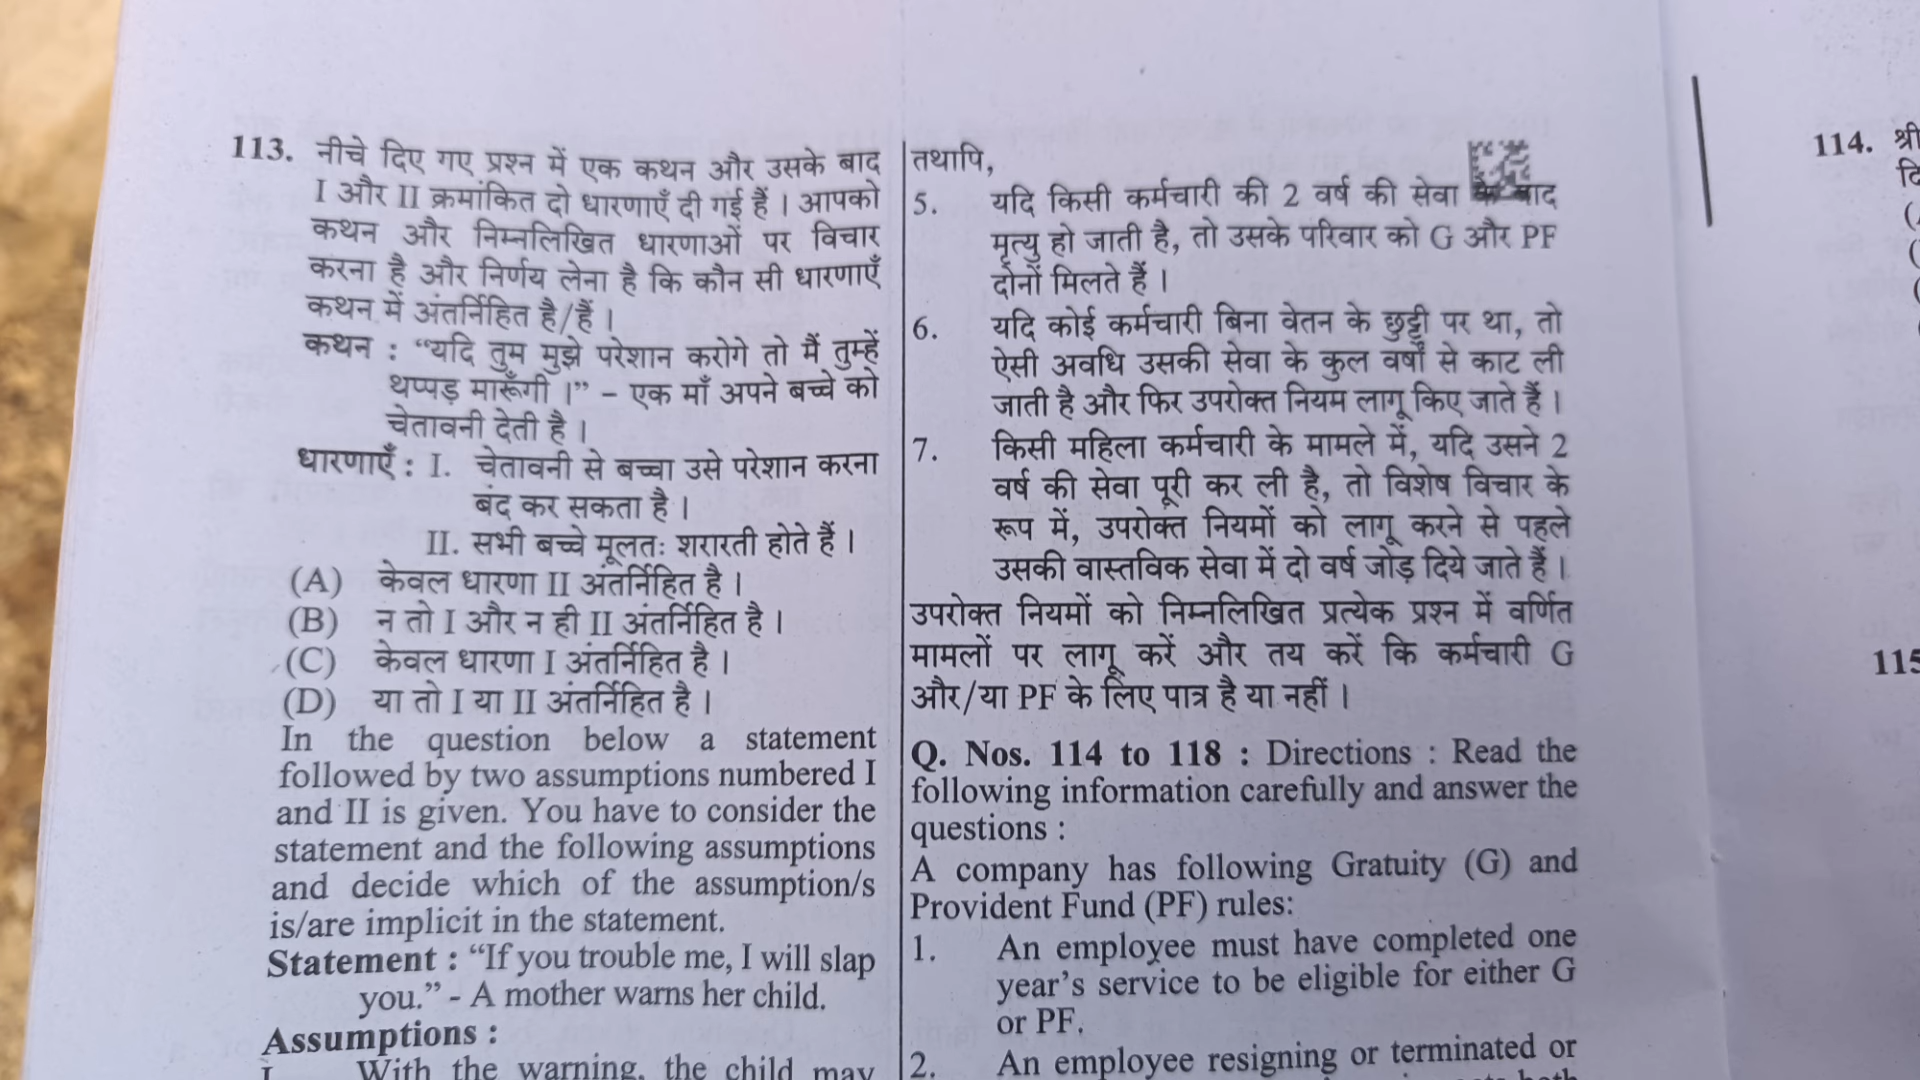 113. नीचे दिए गए प्रश्न में एक कथन और उसके बाद
I और II क्रमांकित दो धारणाएँ दी गई हैं । आपको
कथन और निम्नलिखित धारणाओं पर विचार
करना है और निर्णय लेना है कि कौन सी धारणाएँ
कथन में अंतर्निहित है/हैं ।
कथन : “यदि तुम मुझे परेशान करोगे तो मैं तुम्हें
थप्पड़ मारूँगी ।” – एक माँ अपने बच्चे को
चेतावनी देती है ।
धारणाएँ : I. चेतावनी से बच्चा उसे परेशान करना
बंद कर सकता है ।
II. सभी बच्चे मूलतः शरारती होते हैं ।
(A) केवल धारणा II अंतर्निहित है ।
(B) न तो I और न ही II अंतर्निहित है ।
(C) केवल धारणा I अंतर्निहित है ।
(D) या तो I या II अंतर्निहित है ।
In the question below a statement
followed by two assumptions numbered I
and II is given. You have to consider the
statement and the following assumptions
and decide which of the assumption/s
is/are implicit in the statement.
Statement : “If you trouble me, I will slap
you.” - A mother warns her child.
Assumptions :
I. With the warning, the child may
तथापि,
5. यदि किसी कर्मचारी की 2 वर्ष की सेवा के बाद
मृत्यु हो जाती है, तो उसके परिवार को G और PF
दोनों मिलते हैं ।
6. यदि कोई कर्मचारी बिना वेतन के छुट्टी पर था, तो
ऐसी अवधि उसकी सेवा के कुल वर्षों से काट ली
जाती है और फिर उपरोक्त नियम लागू किए जाते हैं ।
7. किसी महिला कर्मचारी के मामले में, यदि उसने 2
वर्ष की सेवा पूरी कर ली है, तो विशेष विचार के
रूप में, उपरोक्त नियमों को लागू करने से पहले
उसकी वास्तविक सेवा में दो वर्ष जोड़ दिये जाते हैं ।
उपरोक्त नियमों को निम्नलिखित प्रत्येक प्रश्न में वर्णित
मामलों पर लागू करें और तय करें कि कर्मचारी G
और/या PF के लिए पात्र है या नहीं ।
Q. Nos. 114 to 118 : Directions : Read the
following information carefully and answer the
questions :
A company has following Gratuity (G) and
Provident Fund (PF) rules:
1. An employee must have completed one
year’s service to be eligible for either G
or PF.
2. An employee resigning or terminated or
both
114. श्री
115